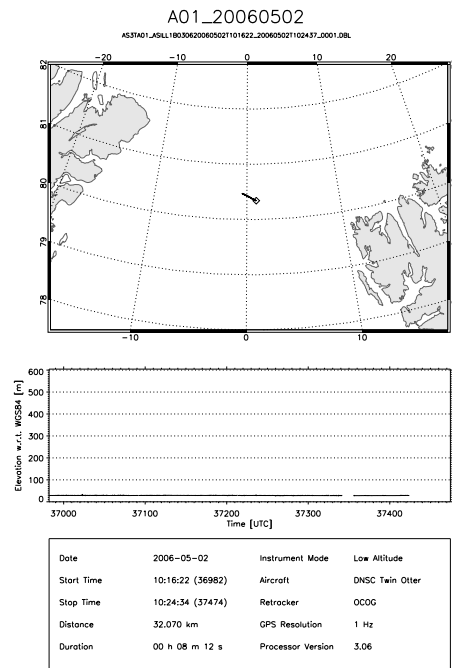 A01_20060502
AS3TA01_ASILL1B030620060502T101622_20060502T102437_0001.DBL
-20 -10 0 10 20
82
81
80
79
78
-10 0 10
Elevation w.r.t. WGS84 [m]
600
500
400
300
200
100
0
37000 37100 37200 37300 37400
Time [UTC]
Date 2006-05-02 Instrument Mode Low Altitude
Start Time 10:16:22 (36982) Aircraft DNSC Twin Otter
Stop Time 10:24:34 (37474) Retracker OCOG
Distance 32.070 km GPS Resolution 1 Hz
Duration 00 h 08 m 12 s Processor Version 3.06